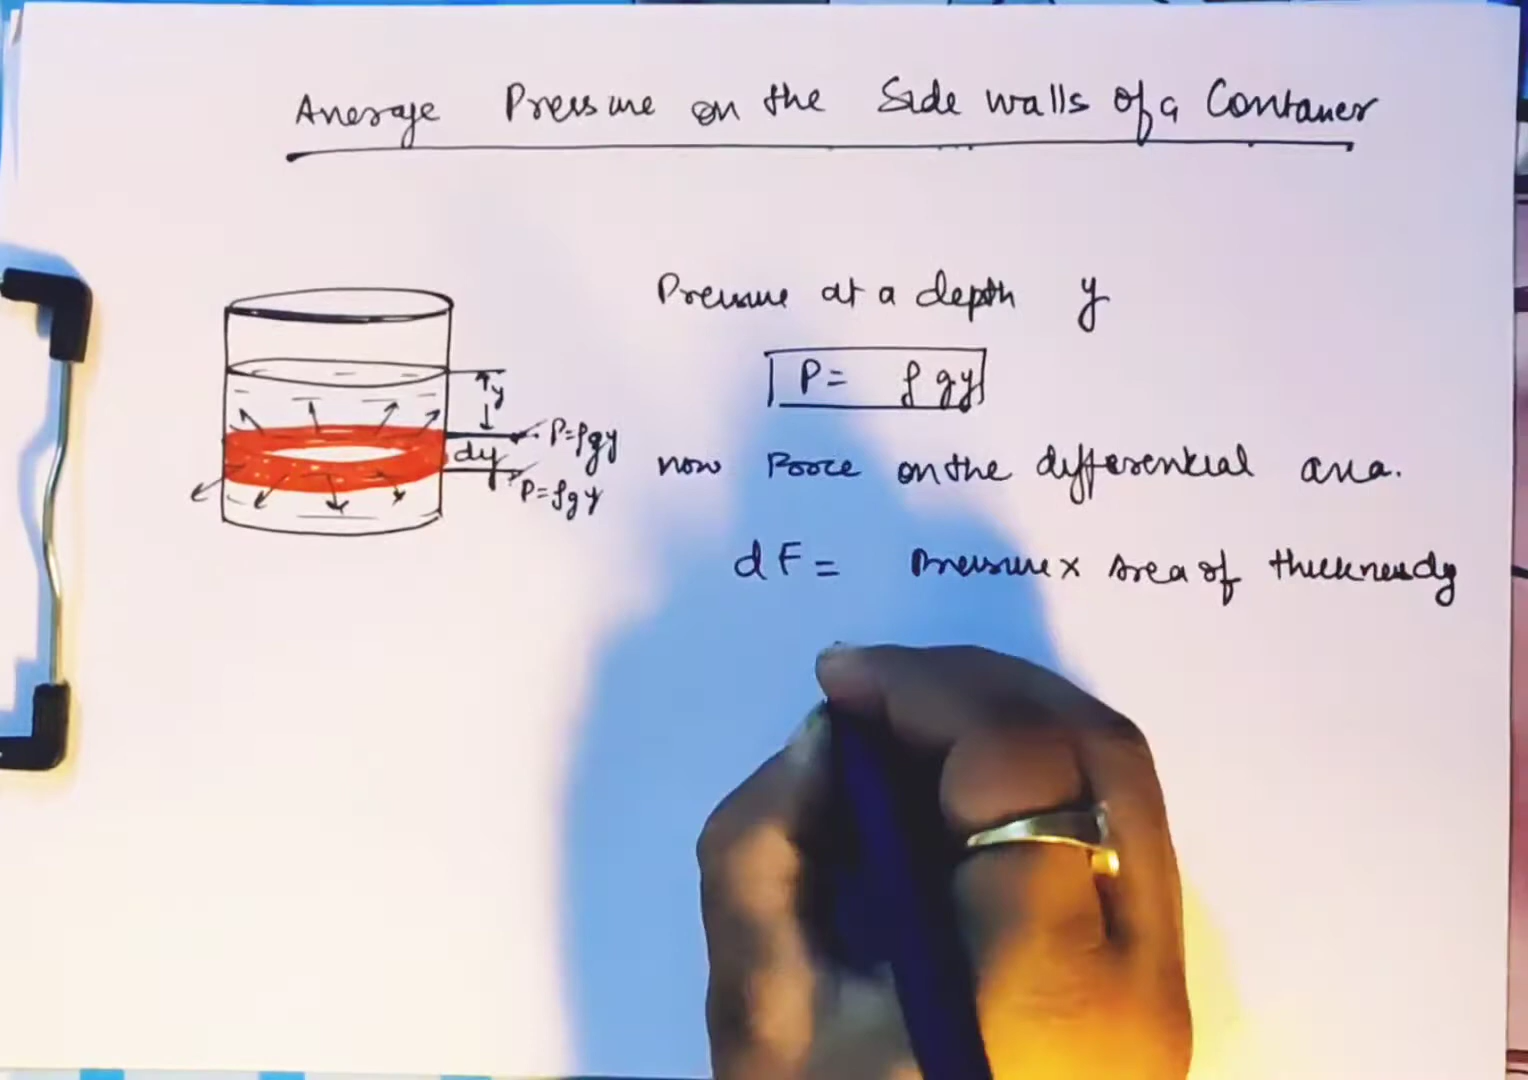 Average Pressure on the Side walls of a Container
Pressure at a depth y
P = ρgy
y
P=ρgy
dy
P=ρgy
now Force on the differential area.
dF = Pressure x Area of thickness dy